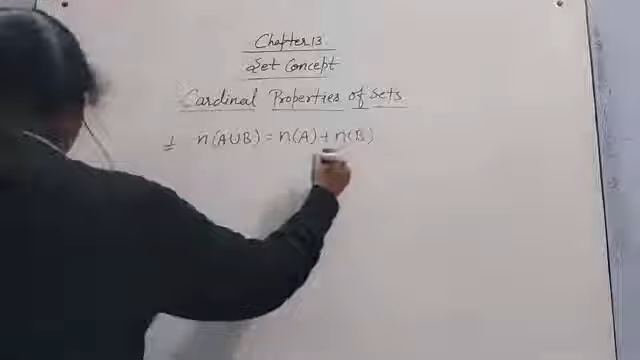 Chapter 13
Set Concept
Cardinal Properties of Sets
1 n(A∪B) = n(A) + n(B)